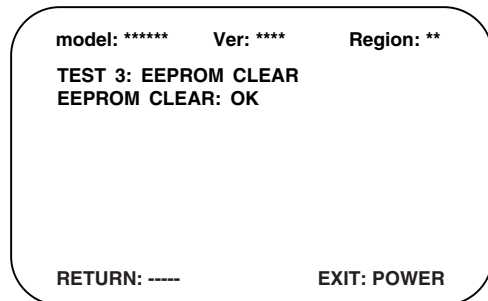 model: ****** Ver: **** Region: **
TEST 3: EEPROM CLEAR
EEPROM CLEAR: OK
RETURN: ----- EXIT: POWER